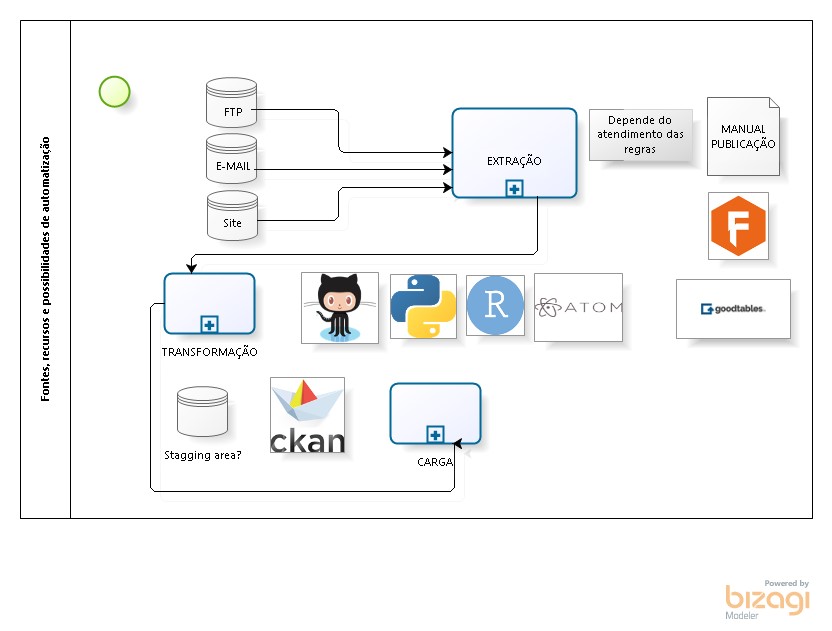 Fontes, recursos e possibilidades de automatização
FTP
E-MAIL
Site
EXTRAÇÃO
Depende do
atendimento das
regras
MANUAL
PUBLICAÇÃO
F
TRANSFORMAÇÃO
R
ATOM
goodtables
Stagging area?
ckan
CARGA
Powered by
bizagi
Modeler